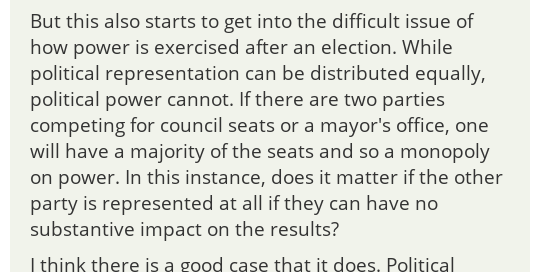 But this also starts to get into the difficult issue of
how power is exercised after an election. While
political representation can be distributed equally,
political power cannot. If there are two parties
competing for council seats or a mayor's office, one
will have a majority of the seats and so a monopoly
on power. In this instance, does it matter if the other
party is represented at all if they can have no
substantive impact on the results?
I think there is a good case that it does. Political